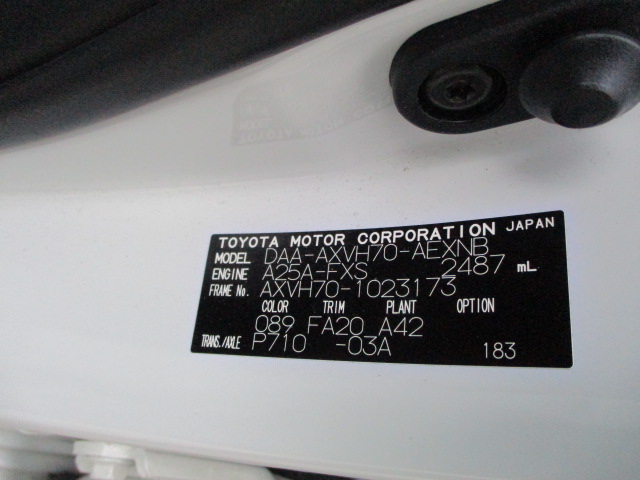 TOYOTA MOTOR CORPORATION JAPAN
MODEL DAA-AXVH70-AEXNB
ENGINE A25A-FXS 2487 mL
FRAME No. AXVH70-1023173
COLOR TRIM PLANT OPTION
089 FA20 A42
TRANS./AXLE P710 -03A 183